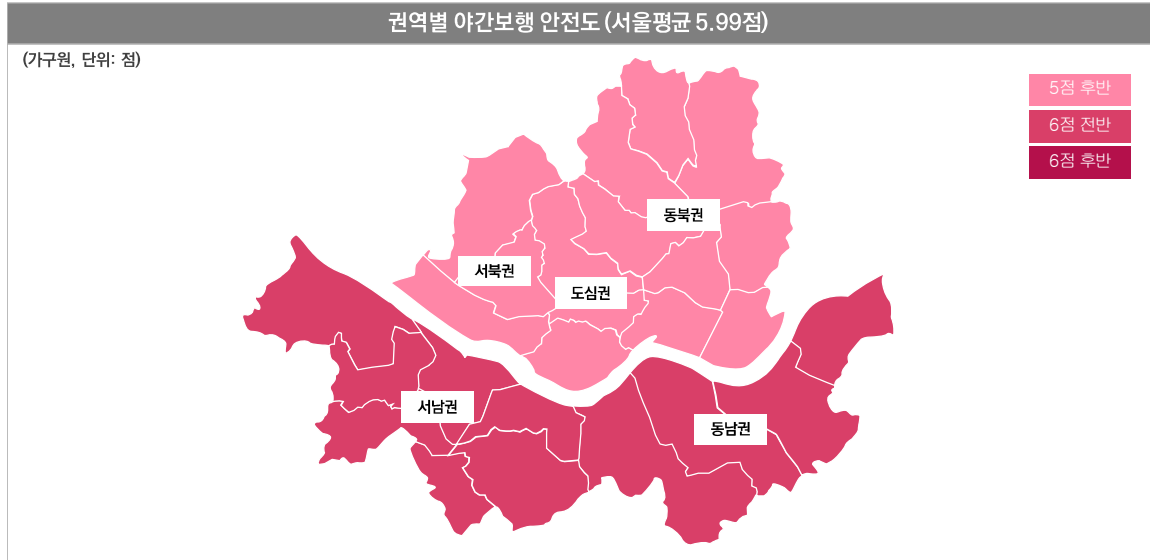 권역별 야간보행 안전도 (서울평균 5.99점)
(가구원, 단위: 점)
5점 후반
6점 전반
6점 후반
동북권
서북권
도심권
서남권
동남권